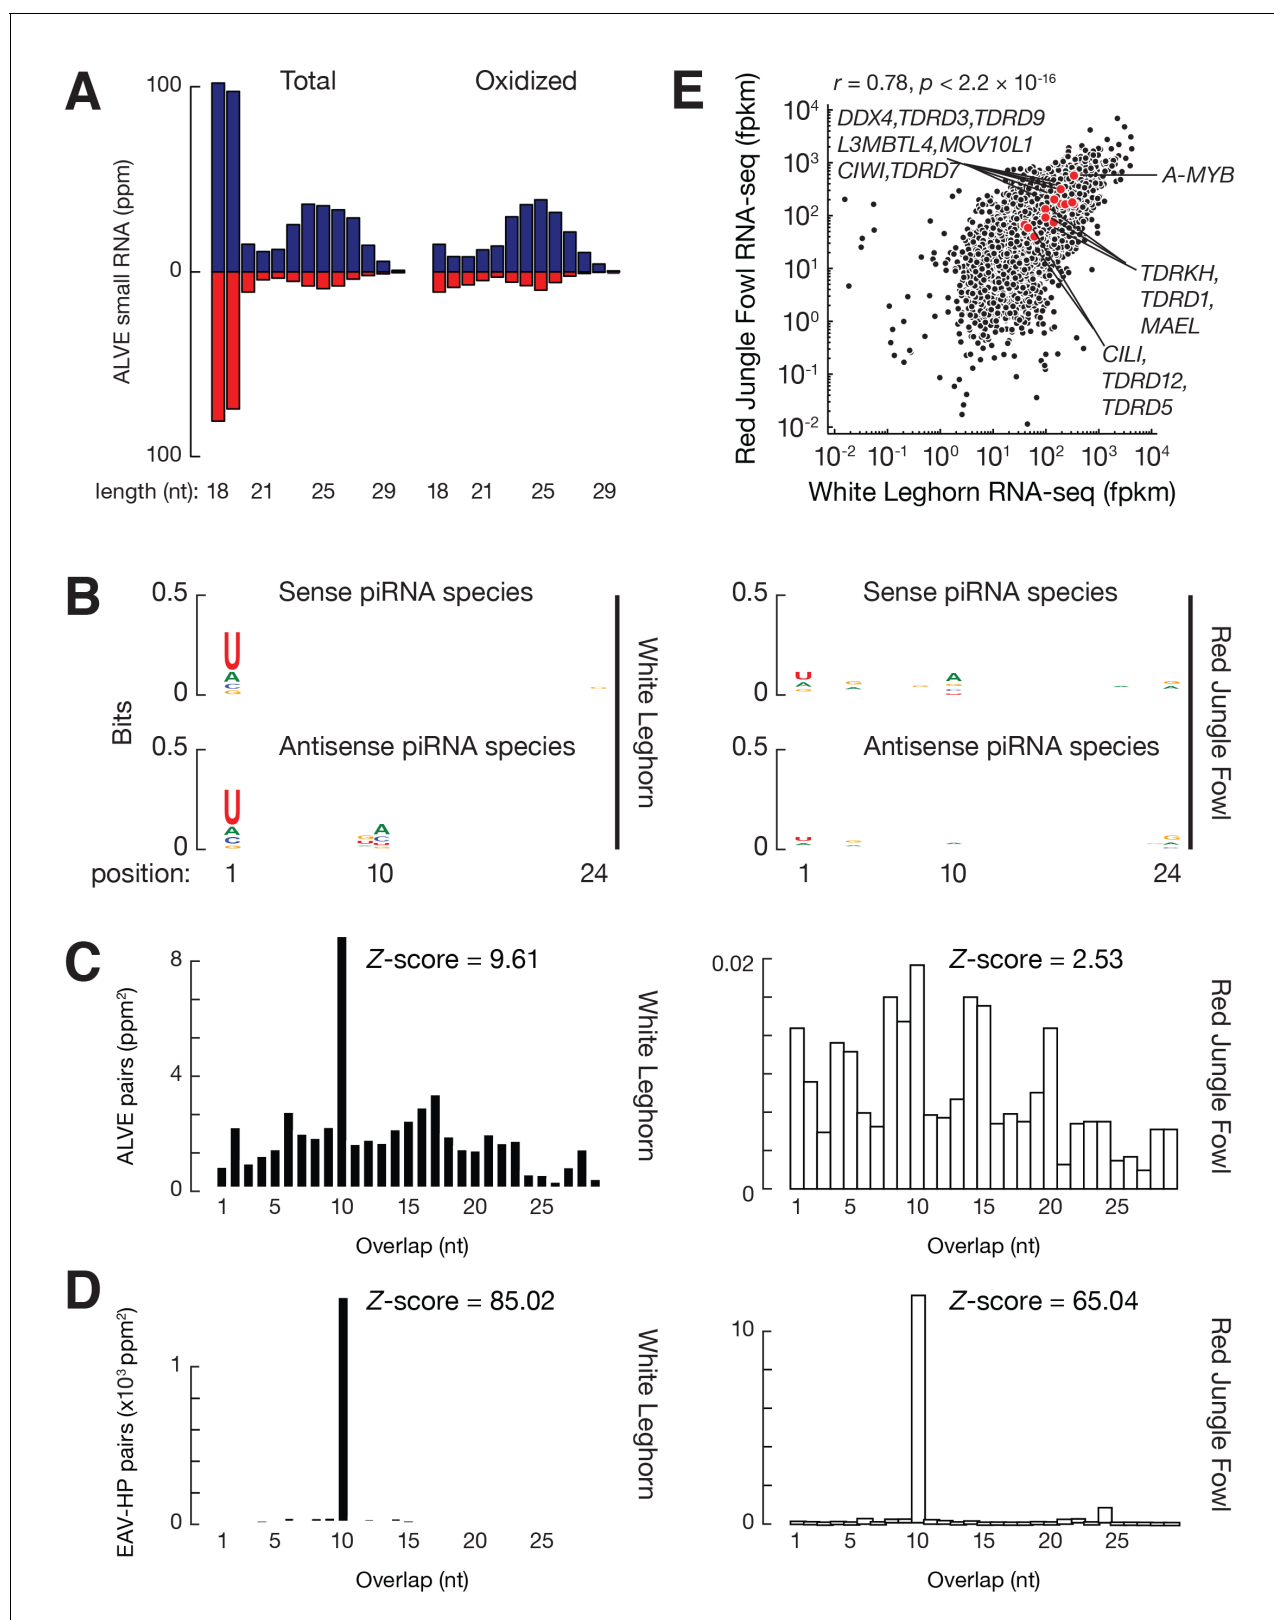 A
Total
Oxidized
100
0
100
ALVE small RNA (ppm)
length (nt): 18 21 25 29 18 21 25 29
E
r = 0.78, p < 2.2 × 10⁻¹⁶
DDX4,TDRD3,TDRD9
L3MBTL4,MOV10L1
CIWI,TDRD7
A-MYB
TDRKH,
TDRD1,
MAEL
CILI,
TDRD12,
TDRD5
10⁴
10³
10²
10¹
10⁰
10⁻¹
10⁻²
Red Jungle Fowl RNA-seq (fpkm)
10⁻² 10⁻¹ 10⁰ 10¹ 10² 10³ 10⁴
White Leghorn RNA-seq (fpkm)
B
Bits
0.5
Sense piRNA species
0
U
A
C
G
0.5
Antisense piRNA species
0
U
A
C
G
A
C
position: 1 10 24
White Leghorn
0.5
Sense piRNA species
0
U
A
A
0.5
Antisense piRNA species
0
1 10 24
Red Jungle Fowl
C
Z-score = 9.61
8
4
0
ALVE pairs (ppm²)
1 5 10 15 20 25
Overlap (nt)
White Leghorn
Z-score = 2.53
0.02
0
1 5 10 15 20 25
Overlap (nt)
Red Jungle Fowl
D
Z-score = 85.02
1
0
EAV-HP pairs (x10³ ppm²)
1 5 10 15 20 25
Overlap (nt)
White Leghorn
Z-score = 65.04
10
0
1 5 10 15 20 25
Overlap (nt)
Red Jungle Fowl